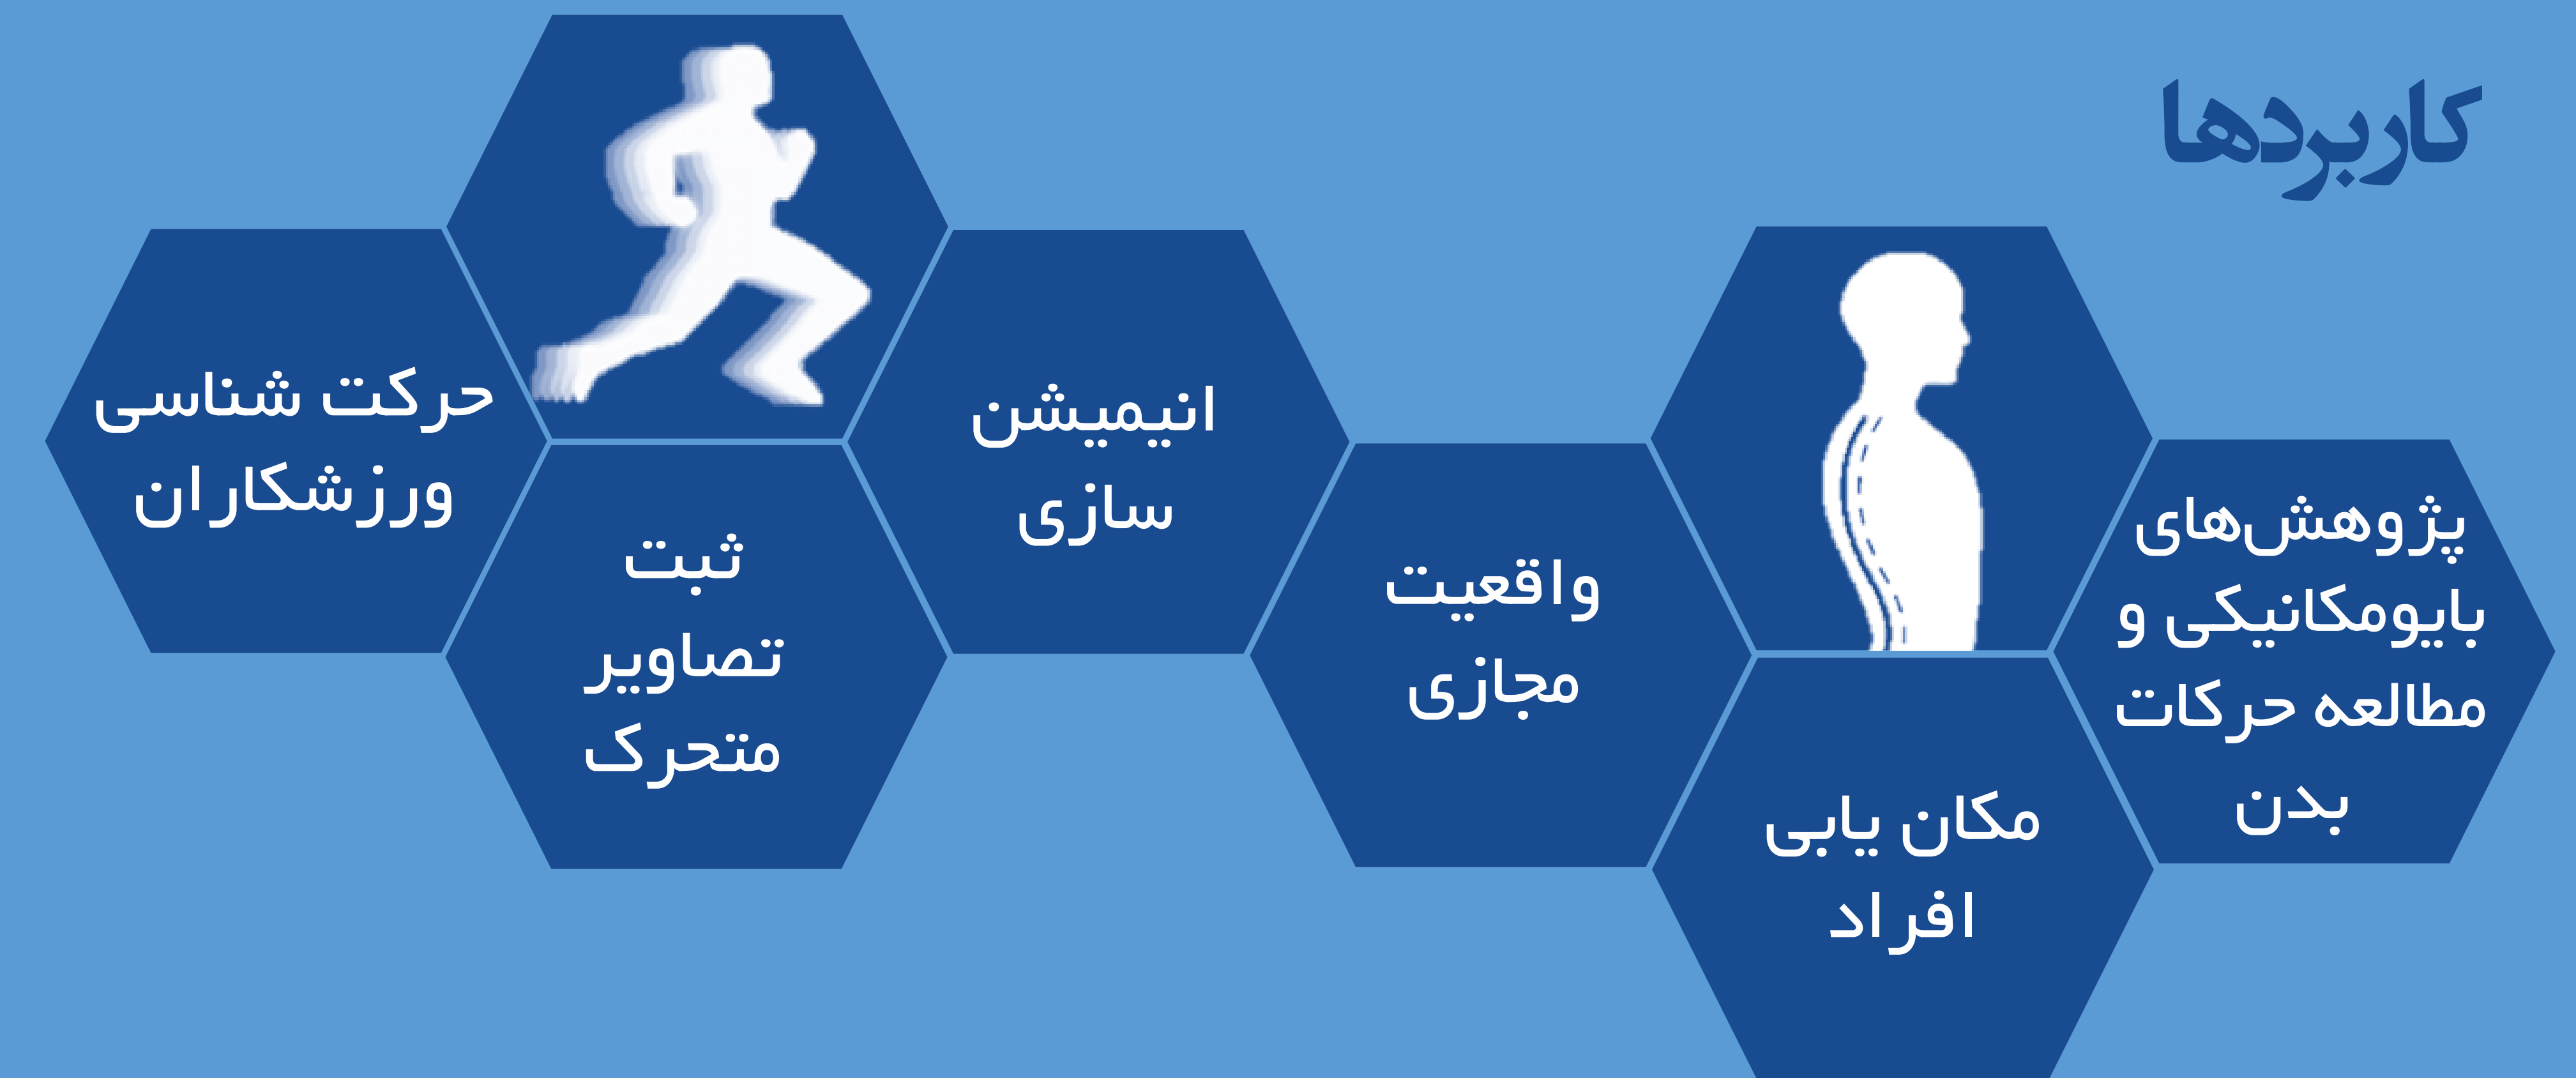 کاربردها
پژوهش‌های
بایومکانیکی و
مطالعه حرکات
بدن
مکان یابی
افراد
واقعیت
مجازی
انیمیشن
سازی
ثبت
تصاویر
متحرک
حرکت شناسی
ورزشکاران